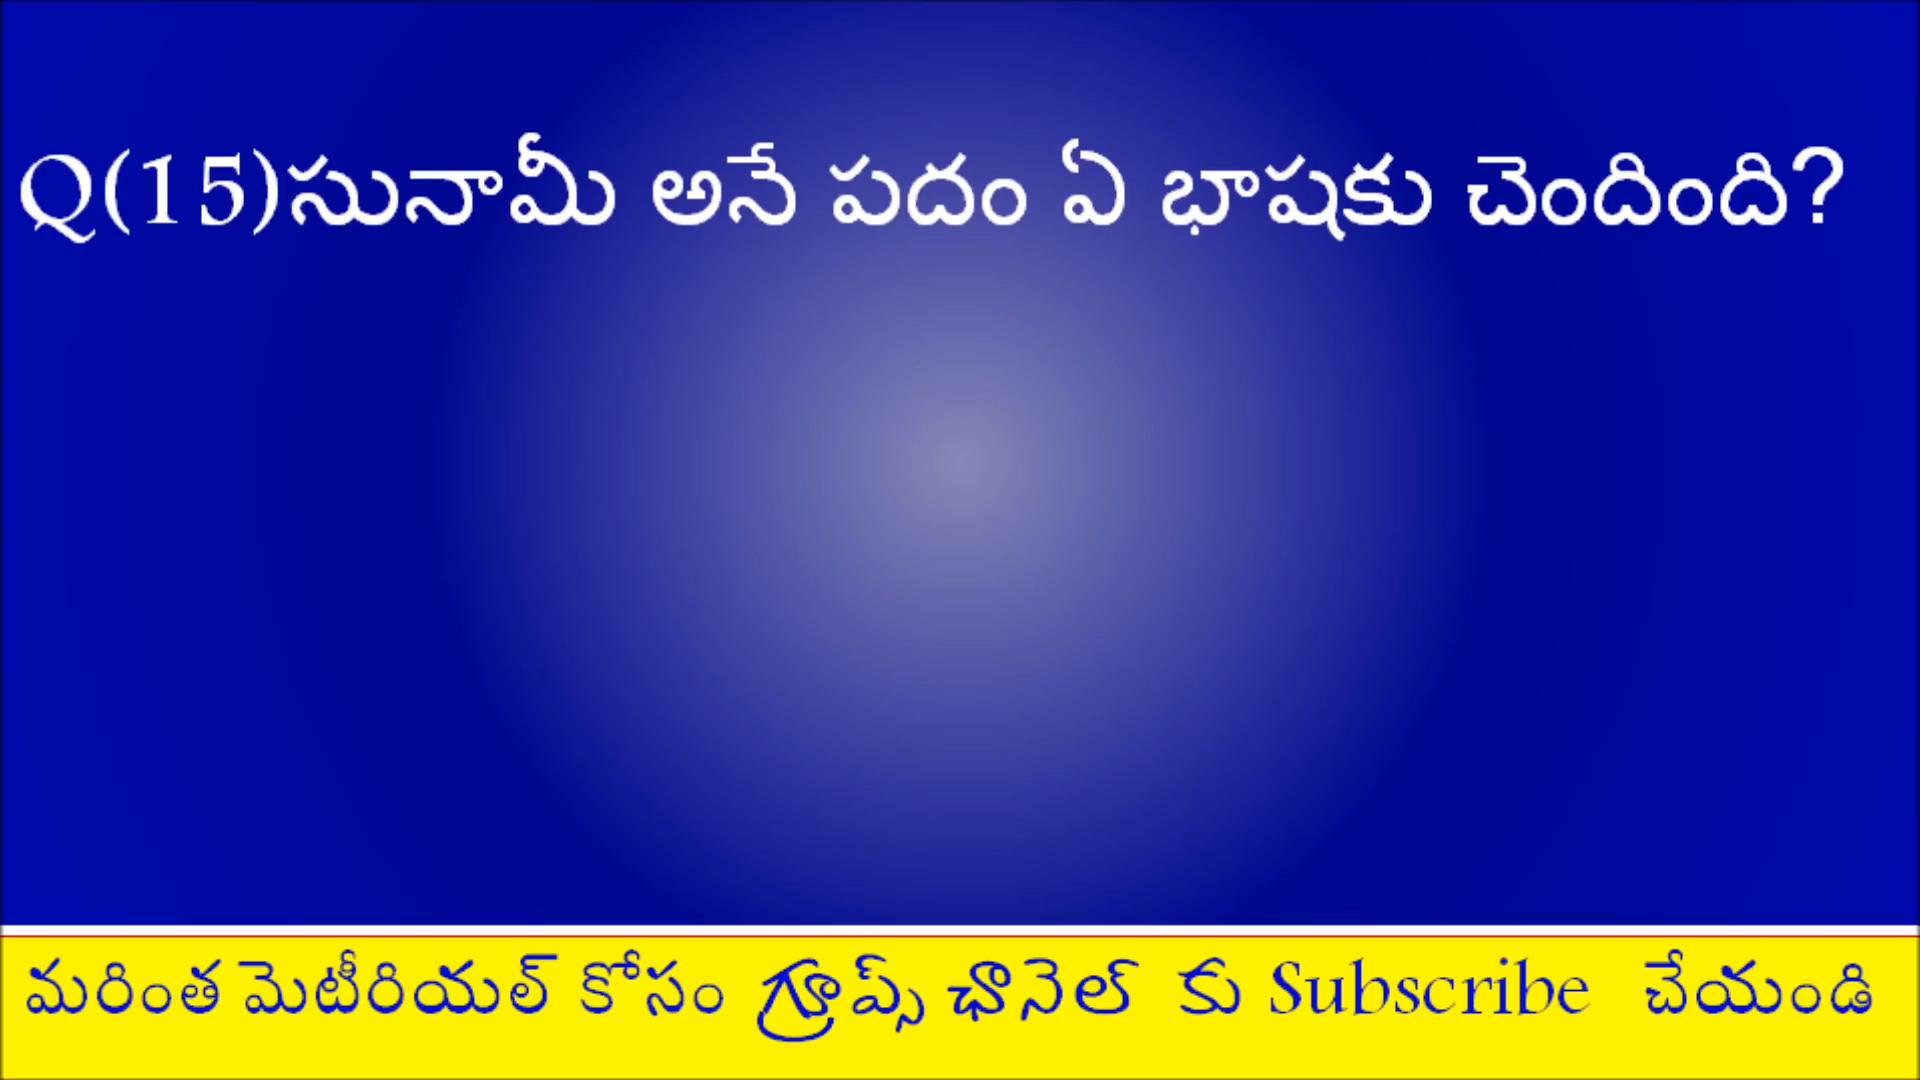 Q(15)సునామీ అనే పదం ఏ భాషకు చెందింది?
మరింత మెటీరియల్ కోసం గ్రూప్స్ ఛానెల్ కు Subscribe చేయండి